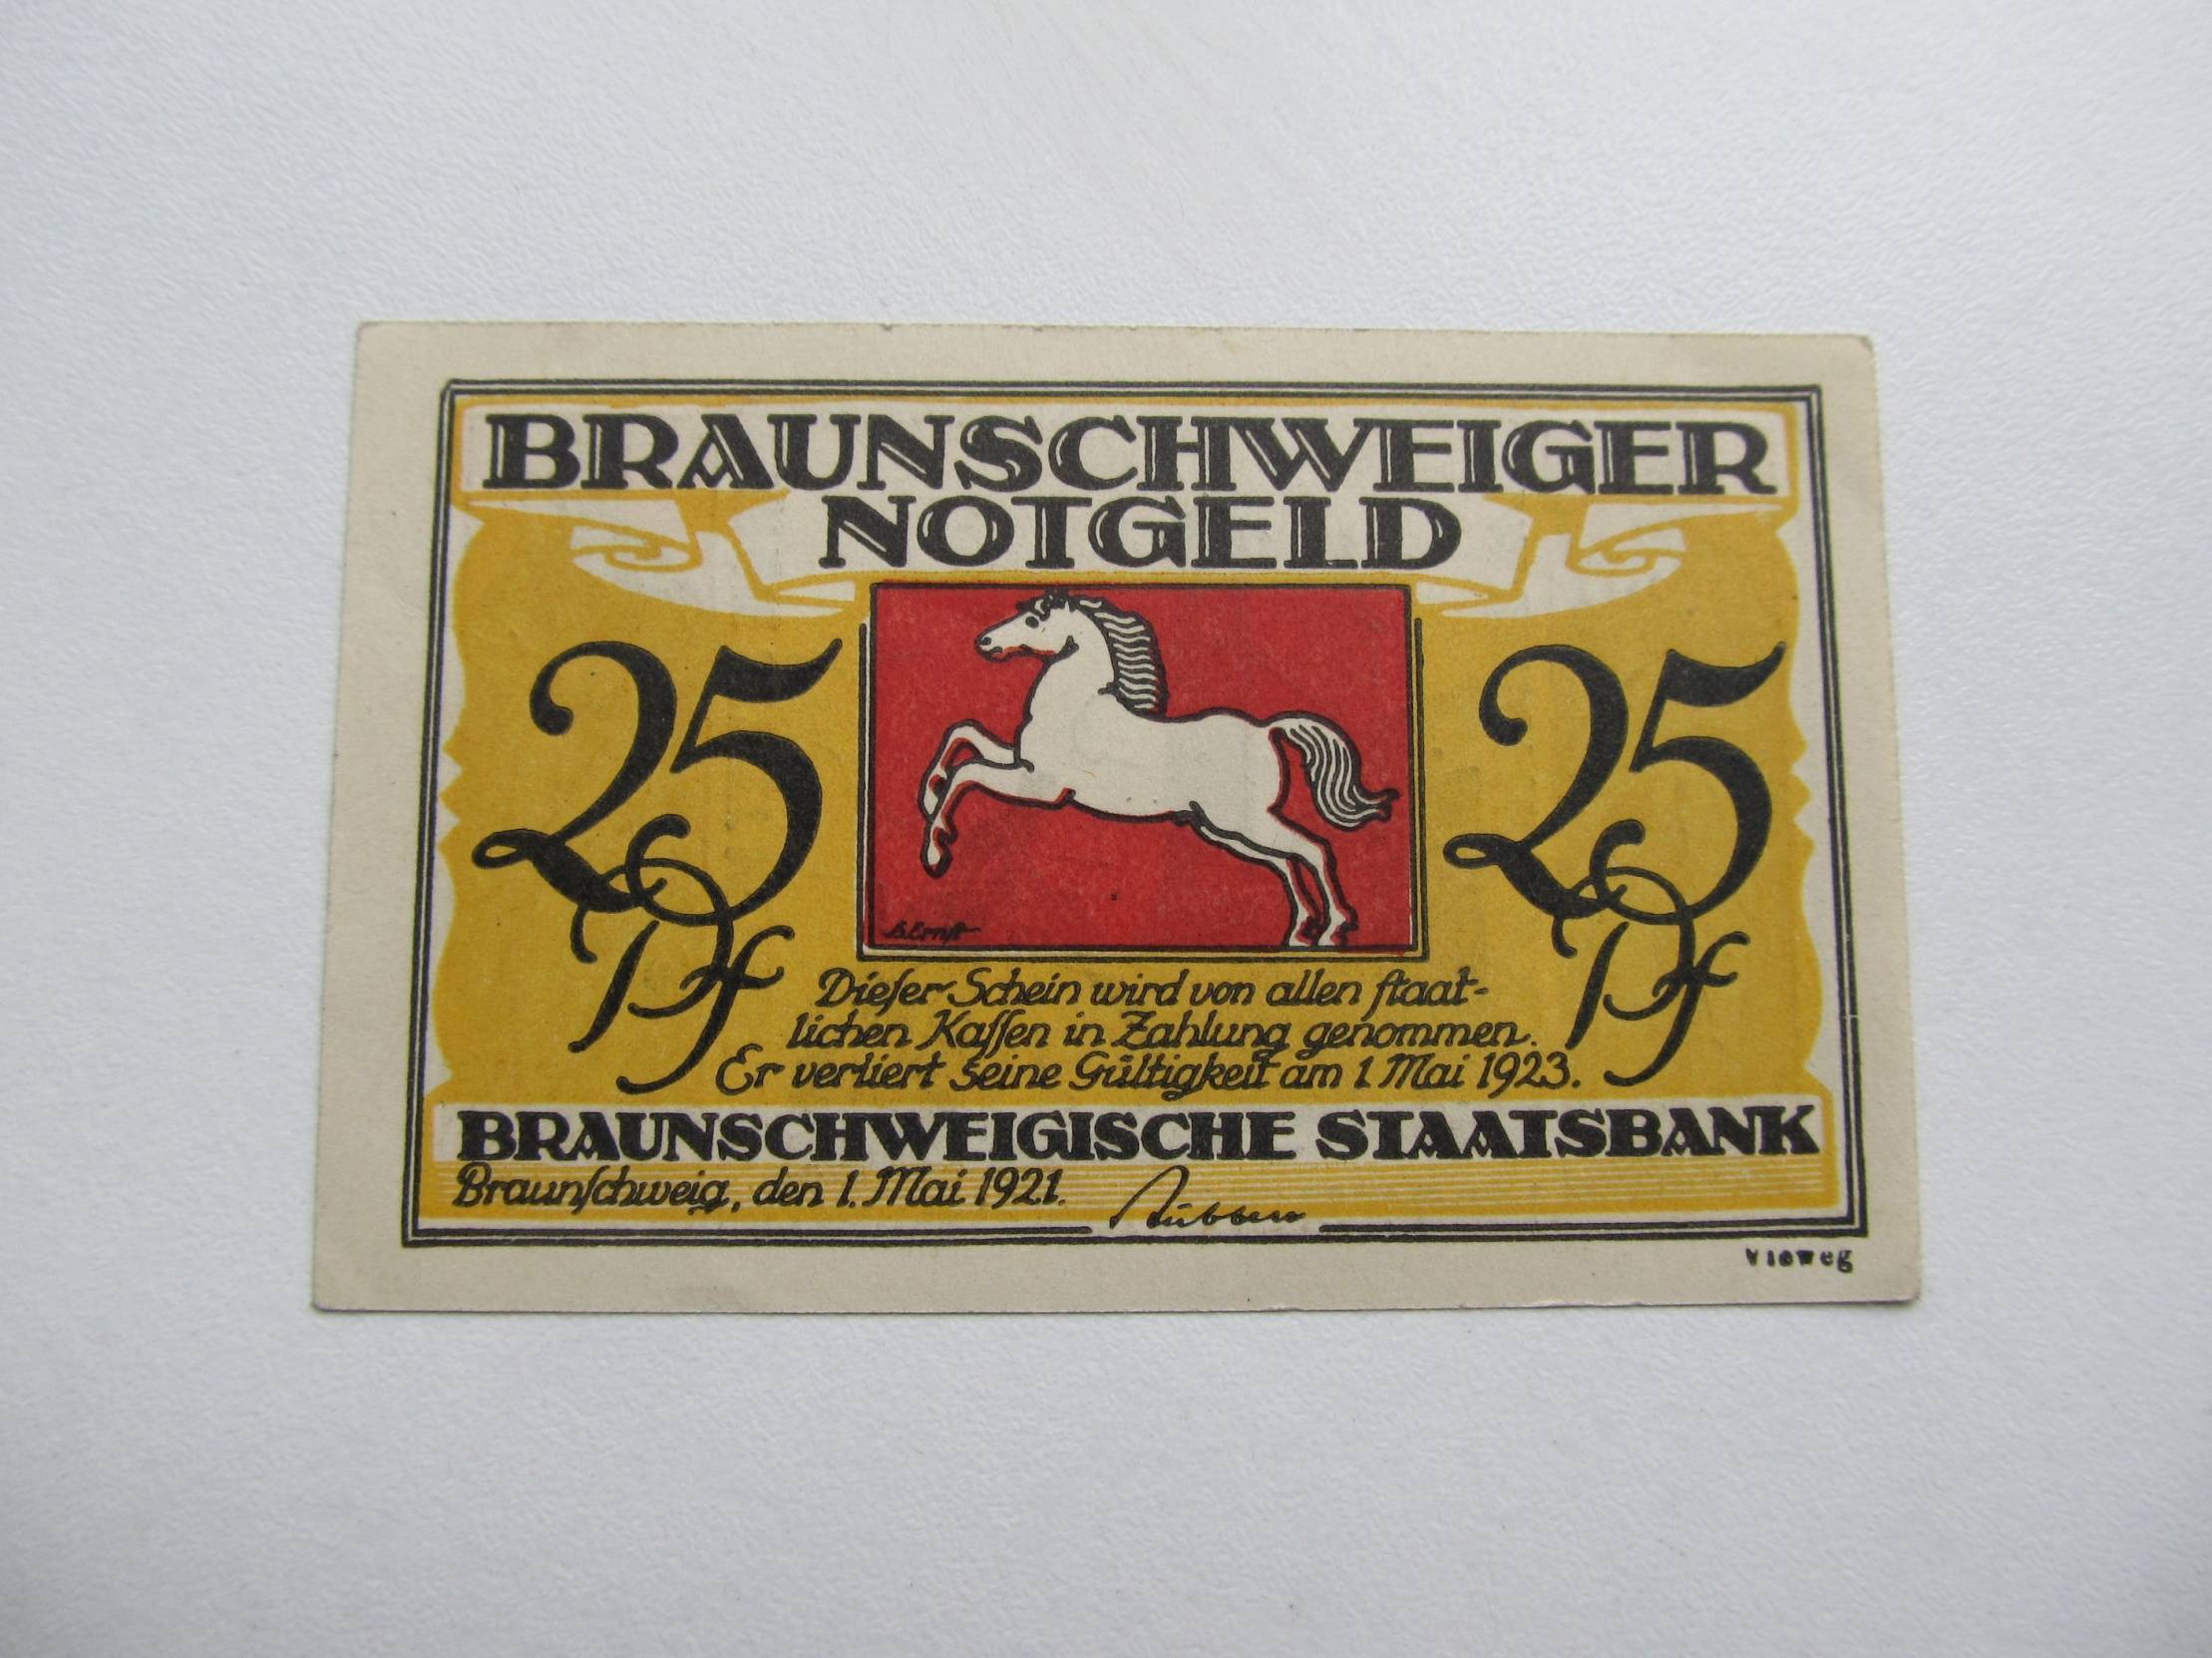 BRAUNSCHWEIGER
NOTGELD
25 Pf
25 Pf
B. Ernst
Dieſer Schein wird von allen ſtaat-
lichen Kaſſen in Zahlung genommen.
Er verliert seine Gültigkeit am 1. Mai 1923.
BRAUNSCHWEIGISCHE STAATSBANK
Braunſchweig, den 1. Mai 1921.
Vieweg